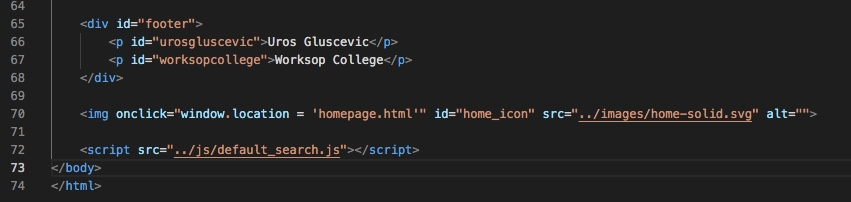 64
65 <div id="footer">
66 <p id="urosgluscevic">Uros Gluscevic</p>
67 <p id="worksopcollege">Worksop College</p>
68 </div>
69
70 <img onclick="window.location = 'homepage.html'" id="home_icon" src="../images/home-solid.svg" alt="">
71
72 <script src="../js/default_search.js"></script>
73 </body>
74 </html>